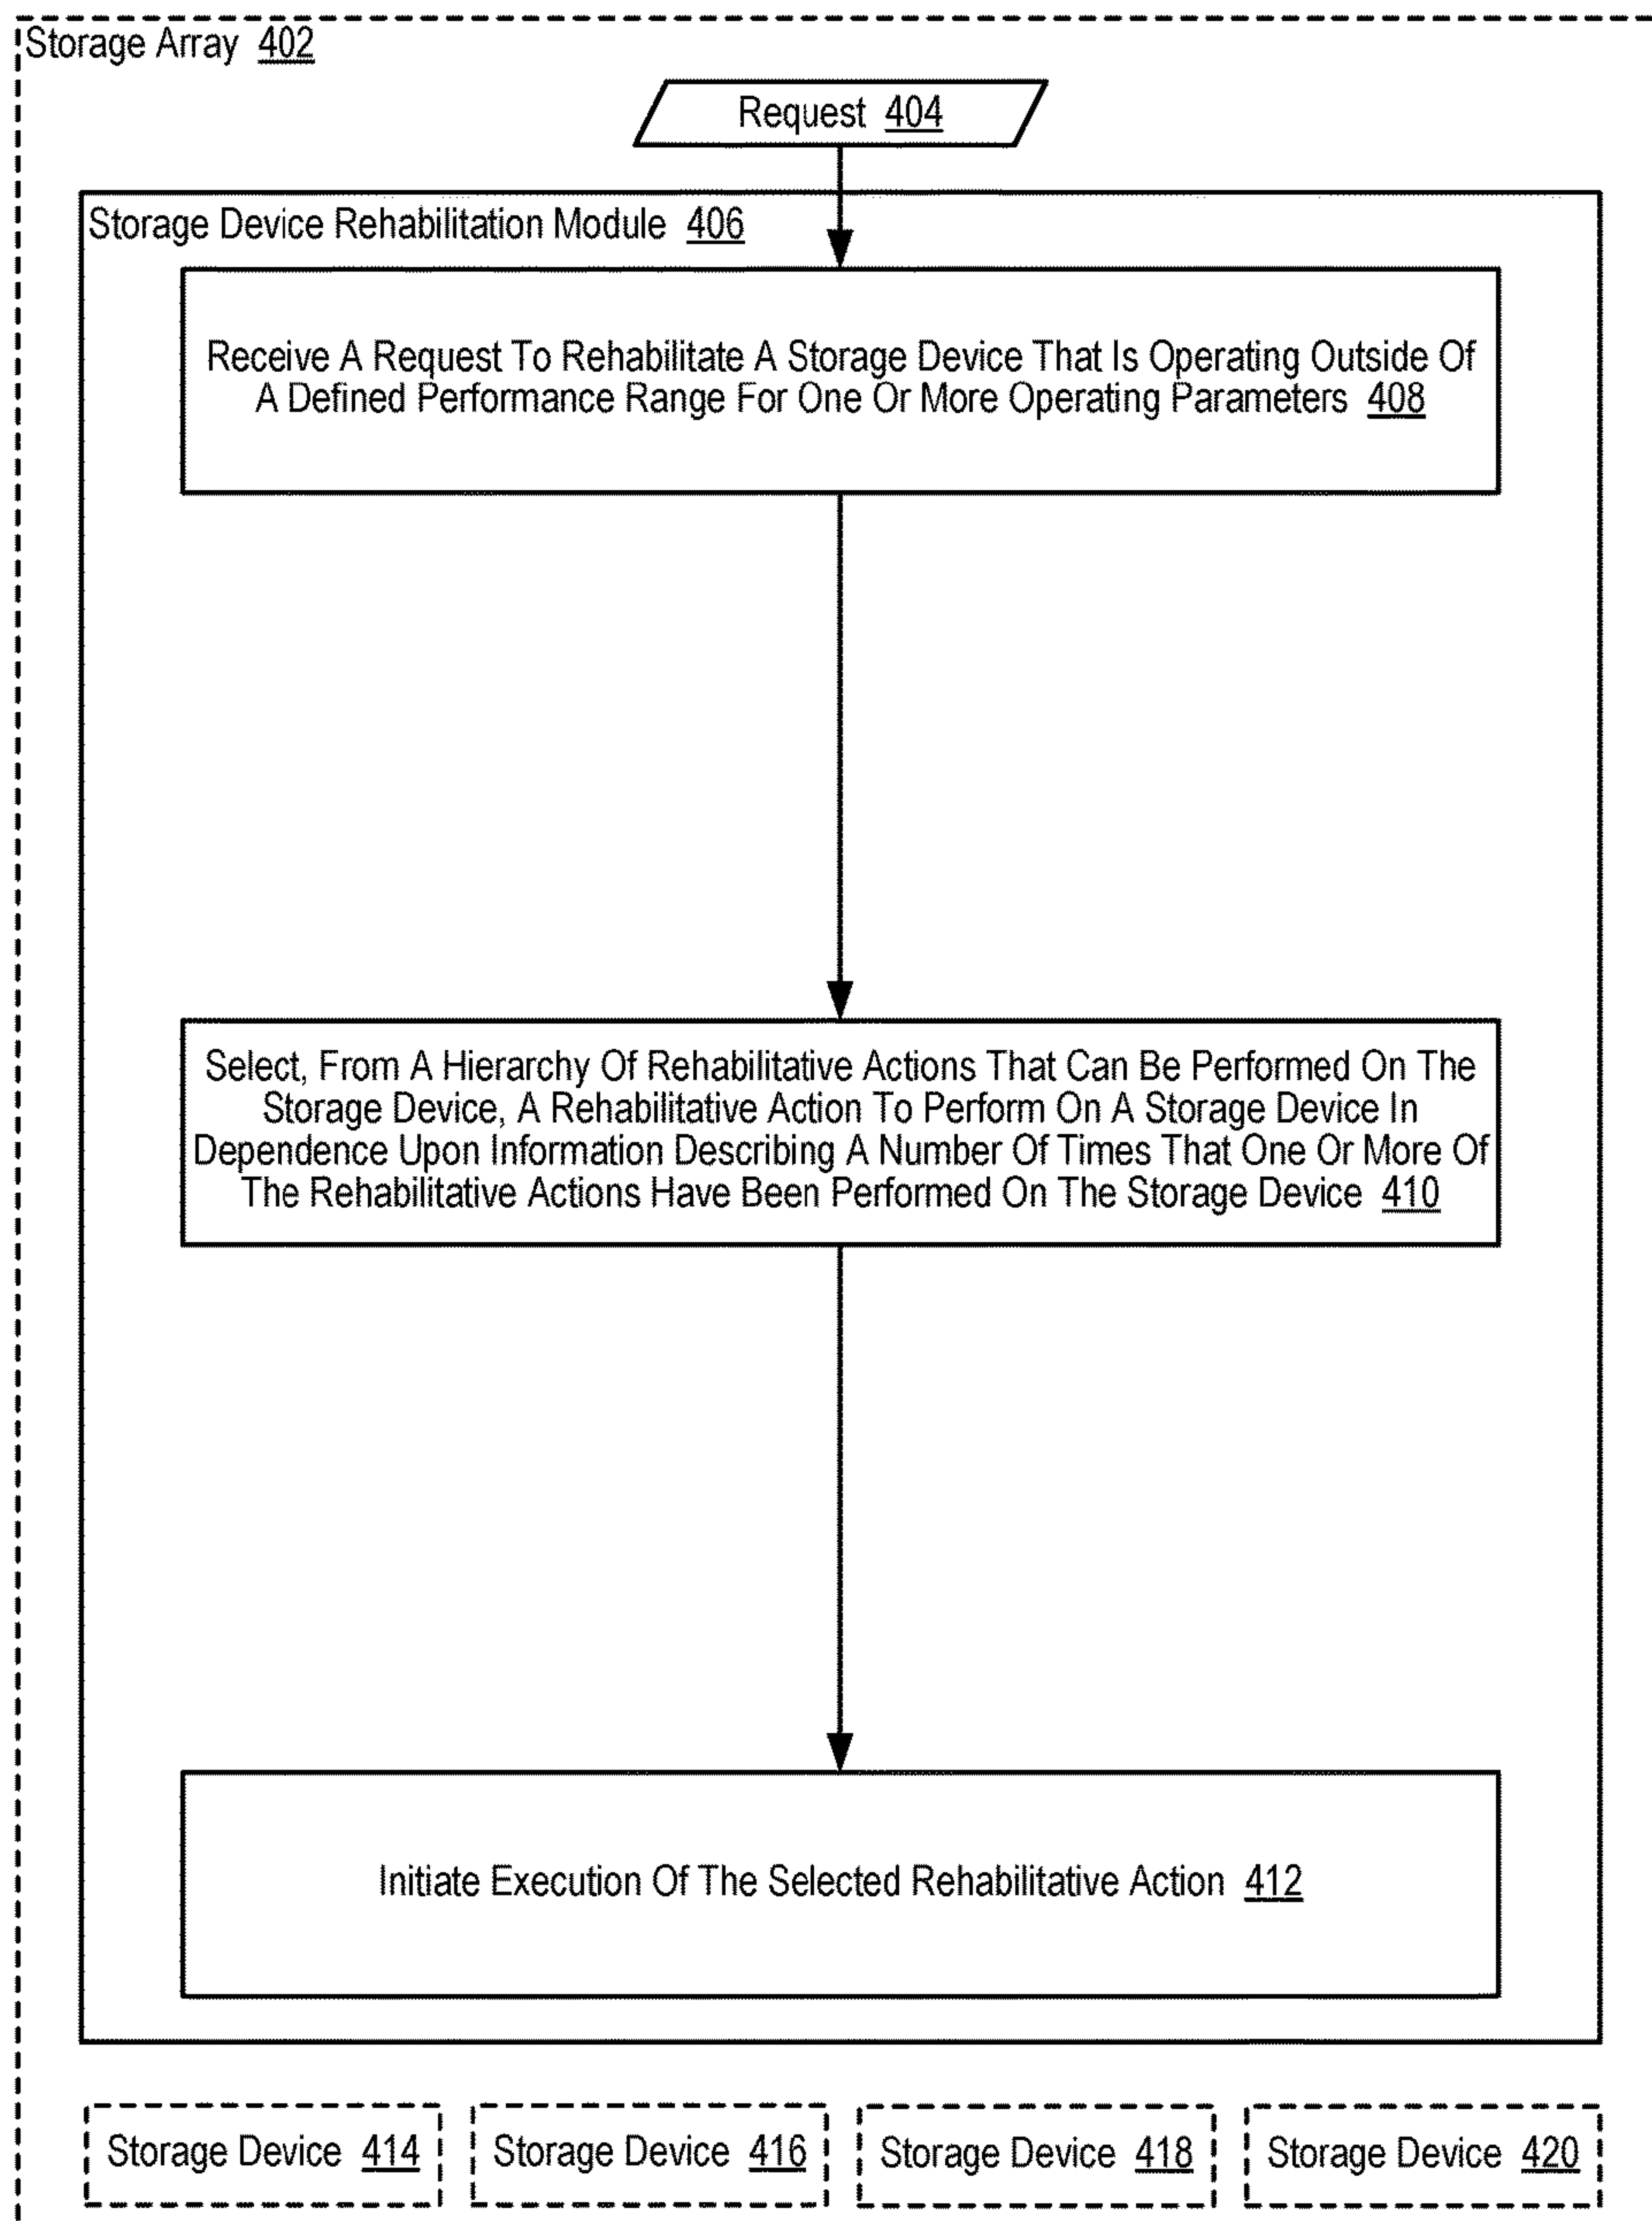 Storage Array 402
Request 404
Storage Device Rehabilitation Module 406
Receive A Request To Rehabilitate A Storage Device That Is Operating Outside Of
A Defined Performance Range For One Or More Operating Parameters 408
Select, From A Hierarchy Of Rehabilitative Actions That Can Be Performed On The
Storage Device, A Rehabilitative Action To Perform On A Storage Device In
Dependence Upon Information Describing A Number Of Times That One Or More Of
The Rehabilitative Actions Have Been Performed On The Storage Device 410
Initiate Execution Of The Selected Rehabilitative Action 412
Storage Device 414
Storage Device 416
Storage Device 418
Storage Device 420